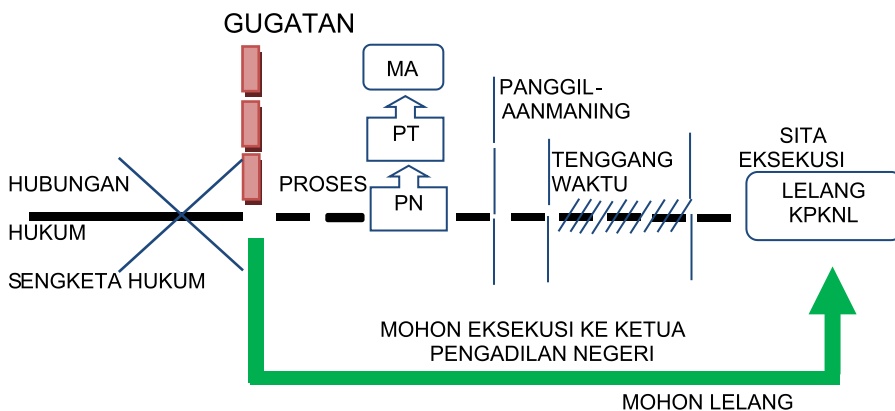 GUGATAN
MA
PANGGIL-
AANMANING
PT
SITA
EKSEKUSI
TENGGANG
WAKTU
HUBUNGAN
PROSES
PN
LELANG
KPKNL
HUKUM
SENGKETA HUKUM
MOHON EKSEKUSI KE KETUA
PENGADILAN NEGERI
MOHON LELANG